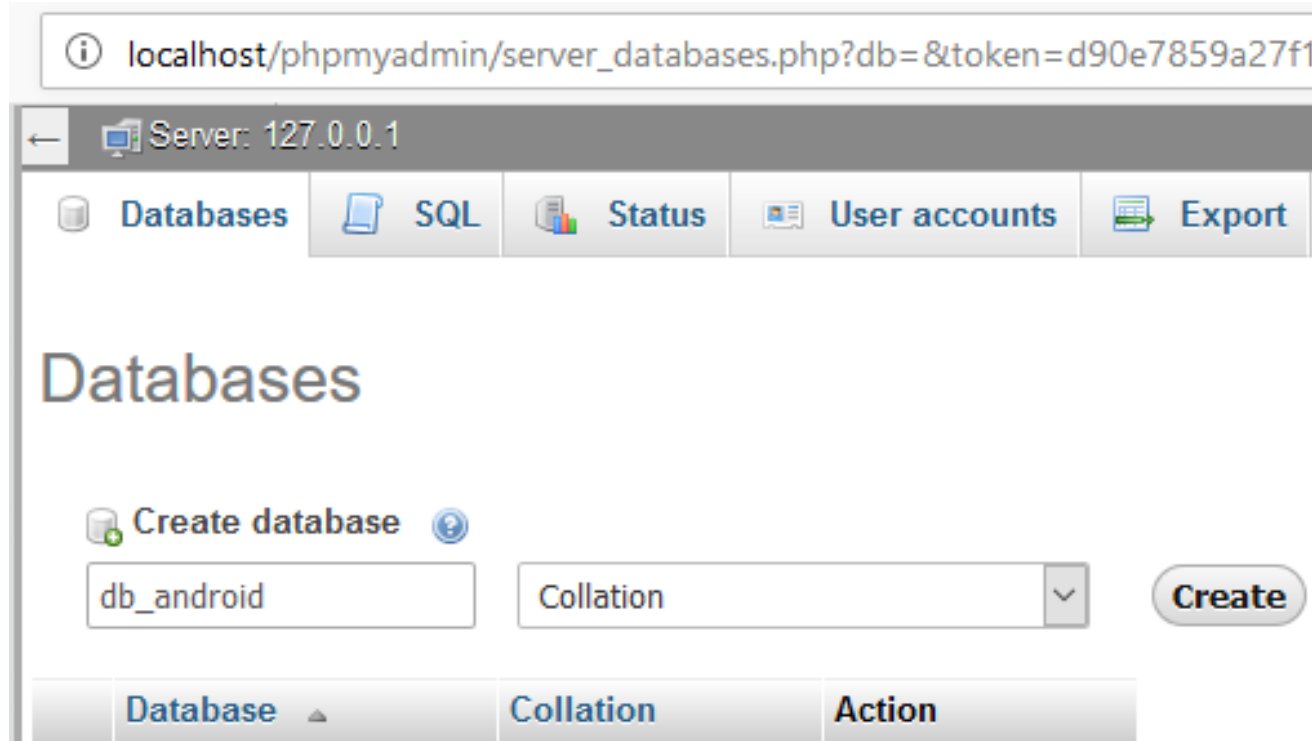 localhost/phpmyadmin/server_databases.php?db=&token=d90e7859a27f1
Server: 127.0.0.1
Databases SQL Status User accounts Export
Databases
Create database
db_android Collation Create
Database Collation Action